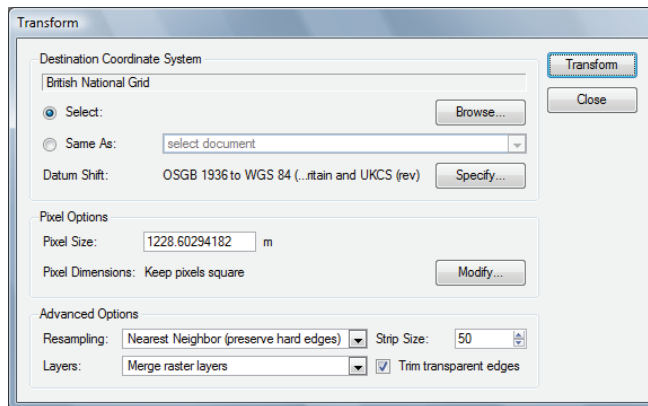 Transform
Destination Coordinate System
British National Grid
Select:
Browse...
Same As:
select document
Datum Shift:
OSGB 1936 to WGS 84 (...ritain and UKCS (rev)
Specify...
Transform
Close
Pixel Options
Pixel Size:
1228.60294182
m
Pixel Dimensions:
Keep pixels square
Modify...
Advanced Options
Resampling:
Nearest Neighbor (preserve hard edges)
Strip Size:
50
Layers:
Merge raster layers
Trim transparent edges